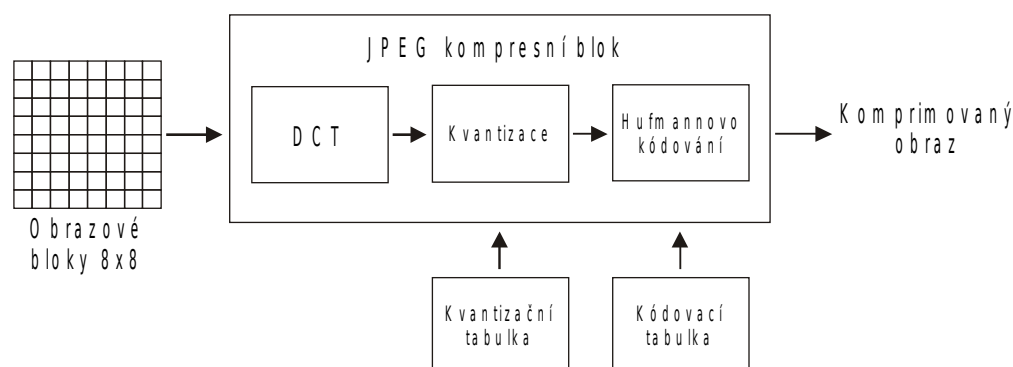 JPEG kompresní blok
Obrazové
bloky 8x8
DCT
Kvantizace
Hufmannovo
kódování
Komprimovaný
obraz
Kvantizační
tabulka
Kódovací
tabulka